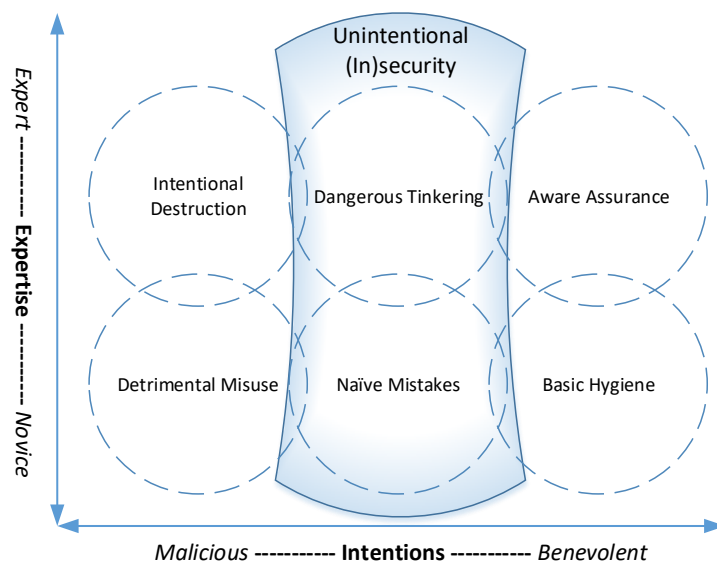 Unintentional
(In)security
Intentional
Destruction
Dangerous Tinkering
Aware Assurance
Detrimental Misuse
Naïve Mistakes
Basic Hygiene
Novice ----------- Expertise ----------- Expert
Malicious ----------- Intentions ----------- Benevolent